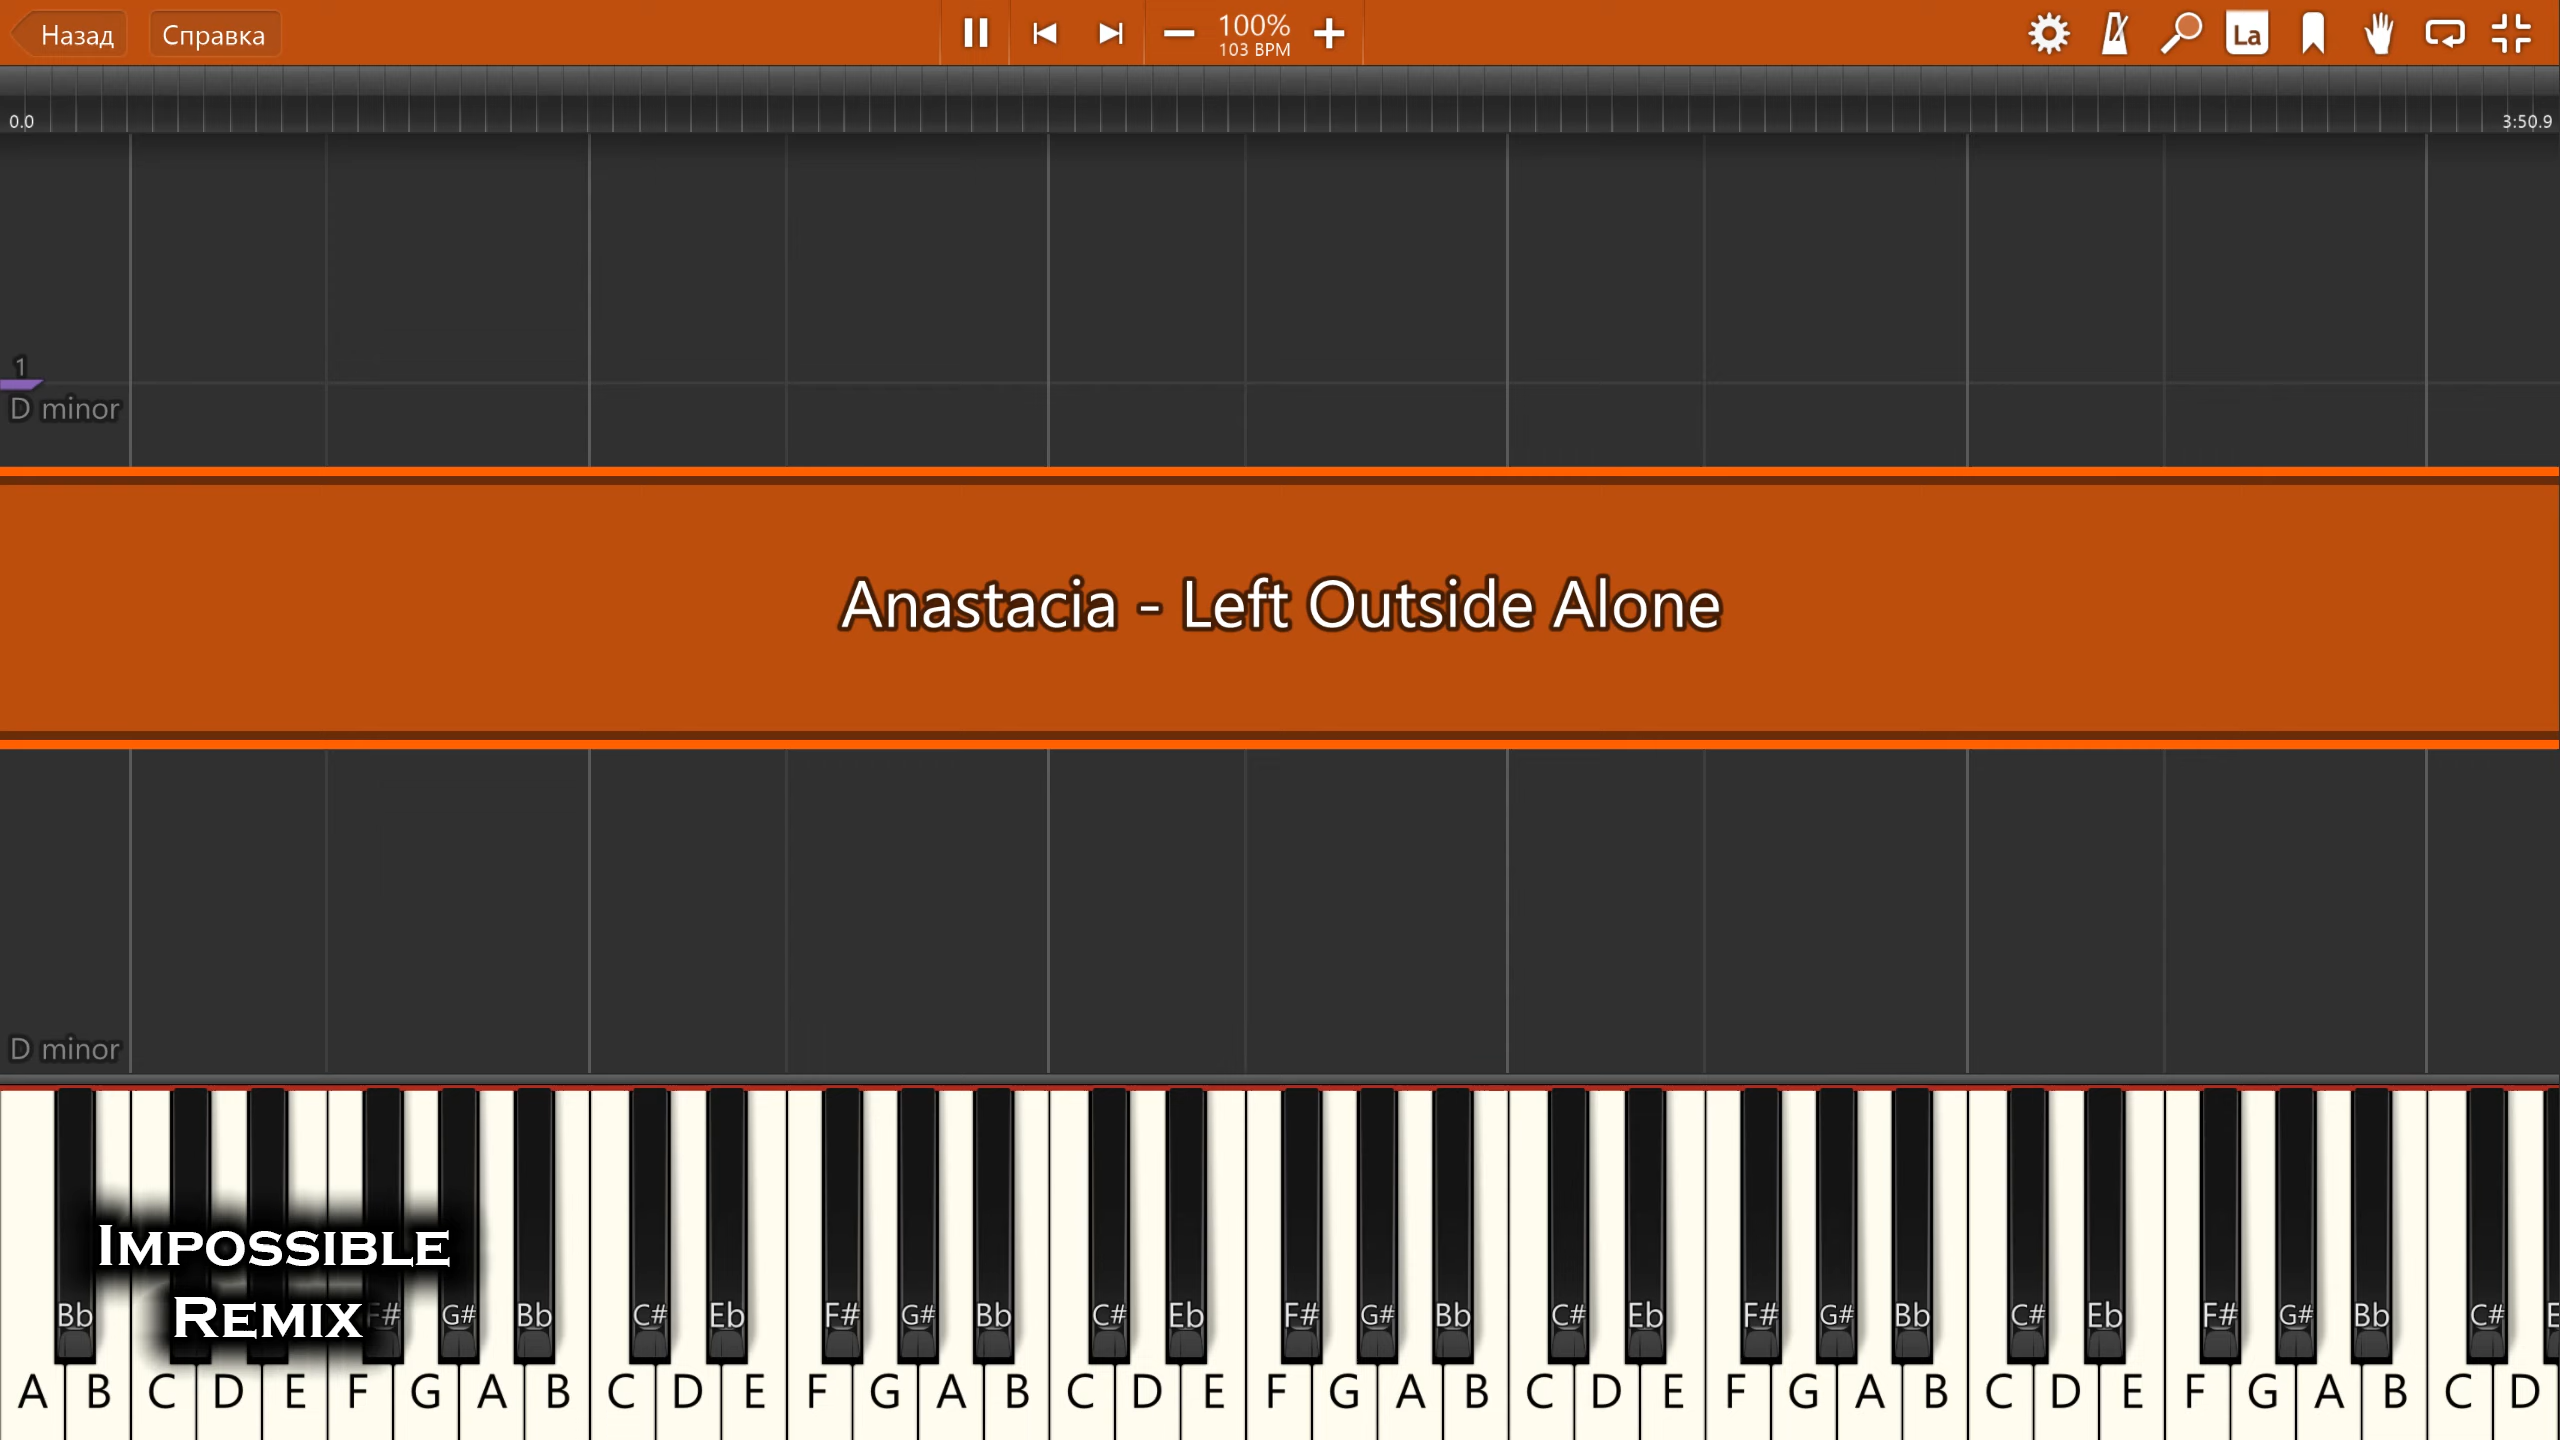 Назад Справка 100% La
103 BPM
0.0 3:50.9
1
D minor
Anastacia - Left Outside Alone
D minor
Impossible
Remix
Bb F# G# Bb C# Eb F# G# Bb C# Eb F# G# Bb C# Eb F# G# Bb C# Eb F# G# Bb C# E
A B C D E F G A B C D E F G A B C D E F G A B C D E F G A B C D E F G A B C D